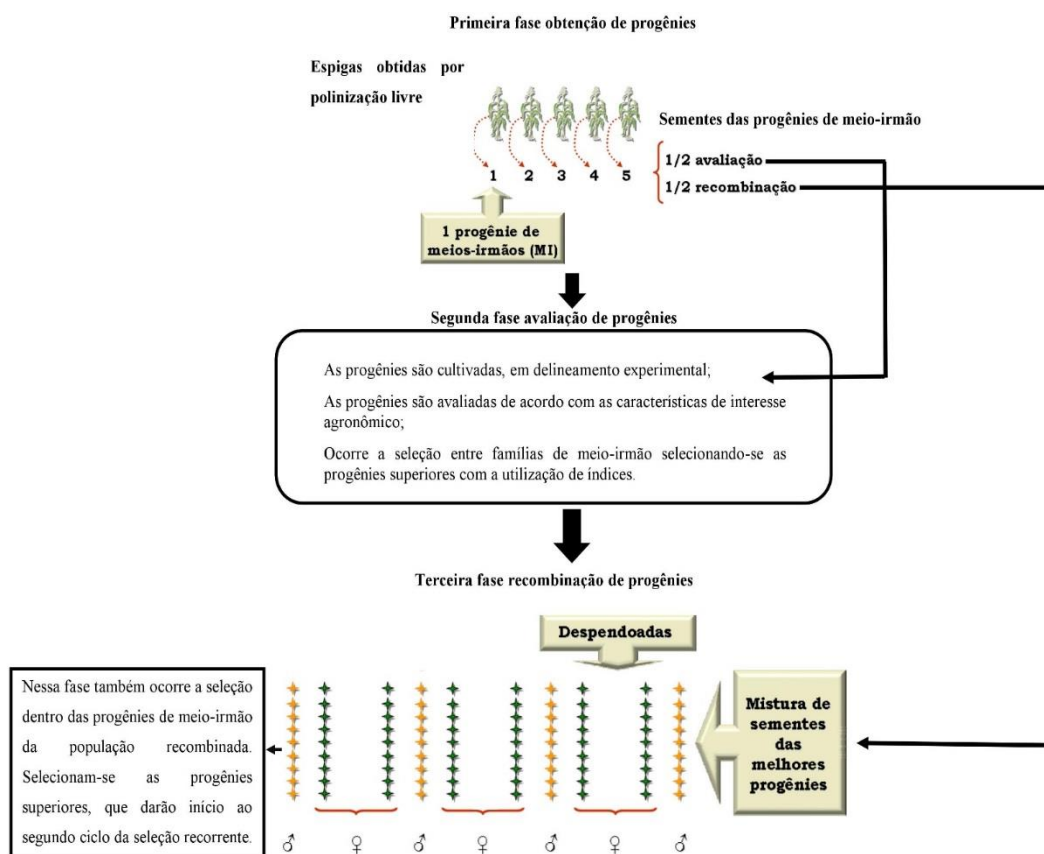 Primeira fase obtenção de progênies
Espigas obtidas por
polinização livre
Sementes das progênies de meio-irmão
1/2 avaliação
1/2 recombinação
1 2 3 4 5
1 progênie de
meios-irmãos (MI)
Segunda fase avaliação de progênies
As progênies são cultivadas, em delineamento experimental;
As progênies são avaliadas de acordo com as características de interesse
agronômico;
Ocorre a seleção entre famílias de meio-irmão selecionando-se as
progênies superiores com a utilização de índices.
Terceira fase recombinação de progênies
Despendoadas
Nessa fase também ocorre a seleção
dentro das progênies de meio-irmão
da população recombinada.
Selecionam-se as progênies
superiores, que darão início ao
segundo ciclo da seleção recorrente.
Mistura de
sementes
das
melhores
progênies
♂ ♀ ♂ ♀ ♂ ♀ ♂